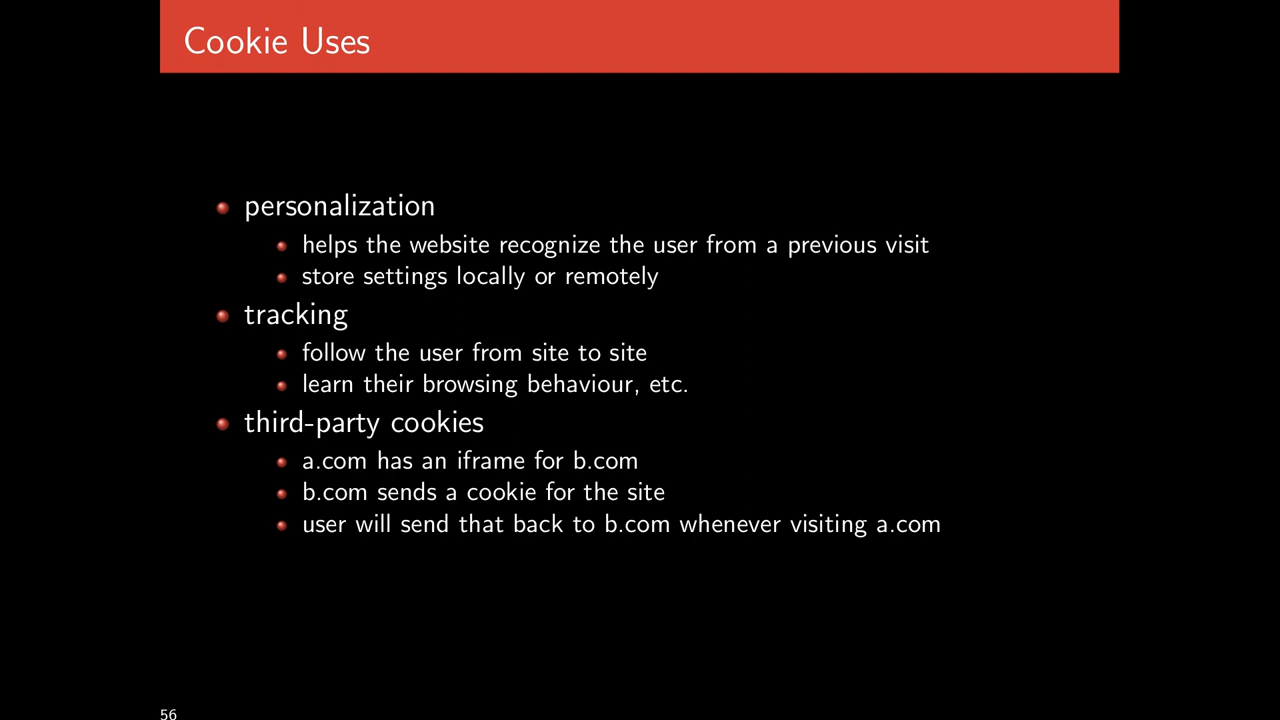 Cookie Uses
personalization
helps the website recognize the user from a previous visit
store settings locally or remotely
tracking
follow the user from site to site
learn their browsing behaviour, etc.
third-party cookies
a.com has an iframe for b.com
b.com sends a cookie for the site
user will send that back to b.com whenever visiting a.com
56